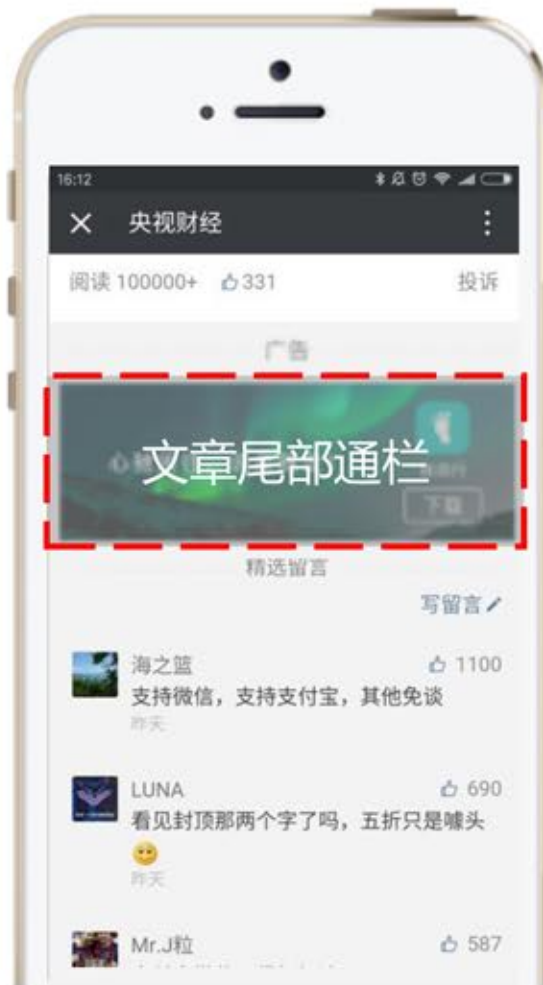 16:12
央视财经
阅读 100000+ 331
投诉
广告
文章尾部通栏
下载
精选留言
写留言
海之篮
1100
支持微信，支持支付宝，其他免谈
昨天
LUNA
690
看见封顶那两个字了吗，五折只是噱头
昨天
Mr.J粒
587